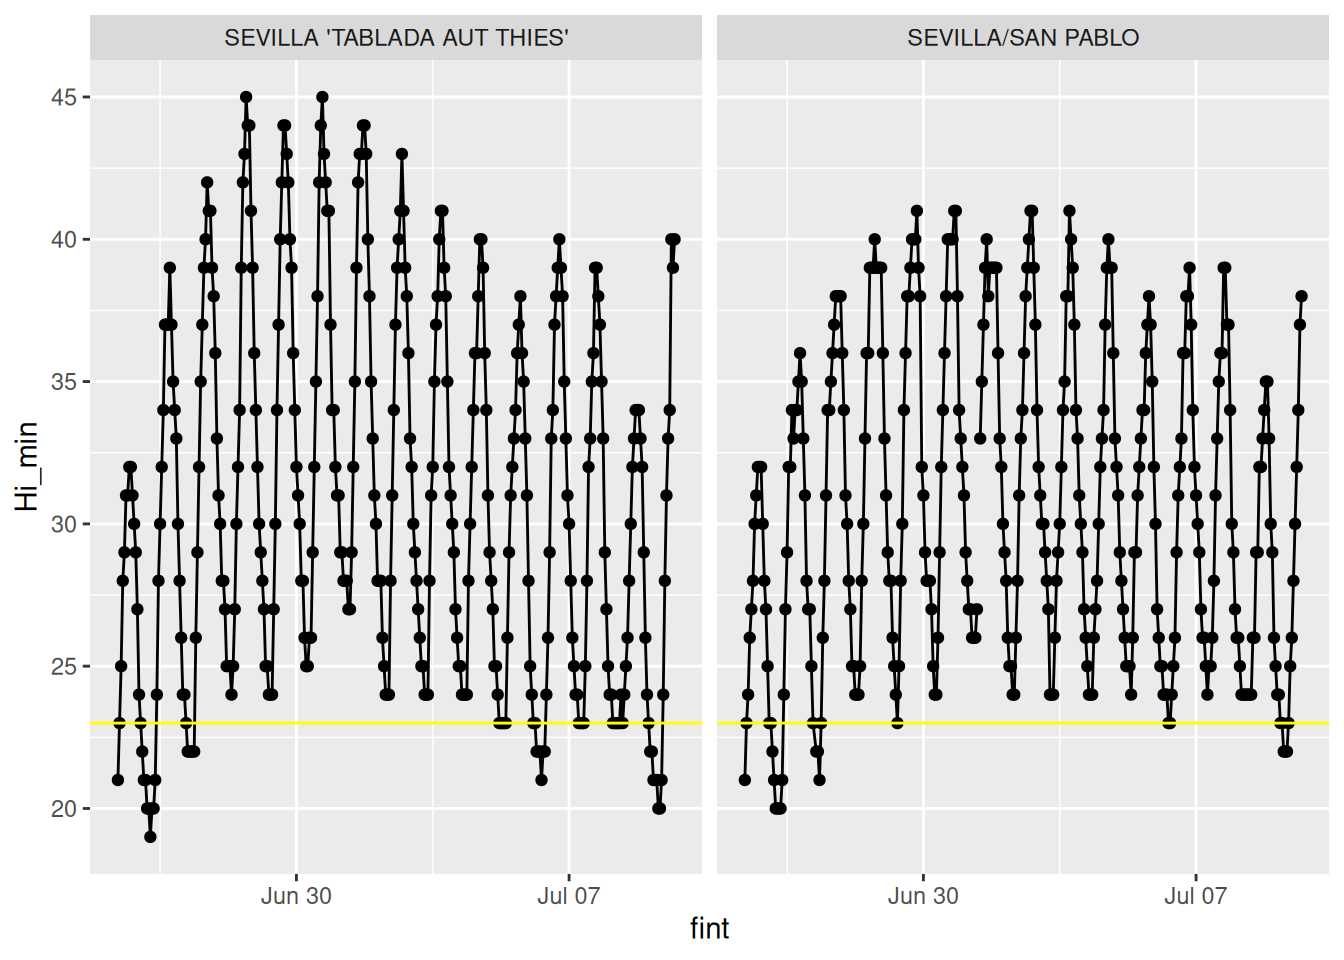 SEVILLA 'TABLADA AUT THIES'
SEVILLA/SAN PABLO
45
40
35
30
25
20
Hi_min
Jun 30
Jul 07
Jun 30
Jul 07
fint